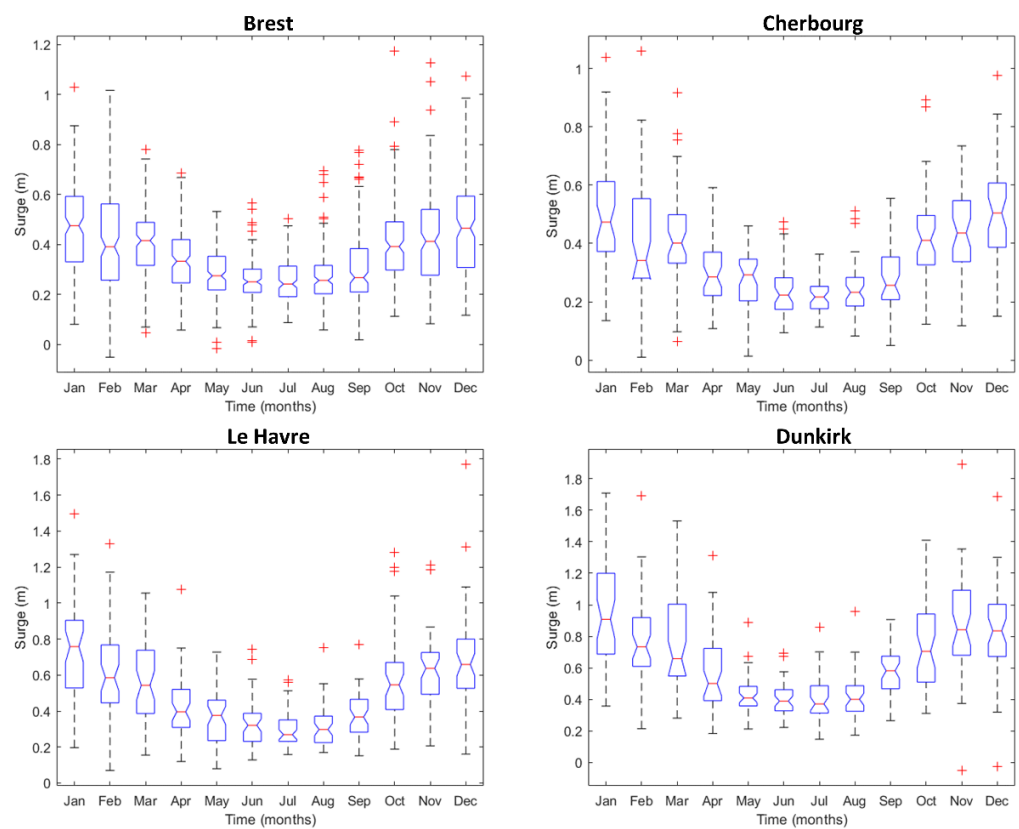 Brest
1.2
1
0.8
0.6
0.4
0.2
0
Surge (m)
Jan Feb Mar Apr May Jun Jul Aug Sep Oct Nov Dec
Time (months)
Cherbourg
1
0.8
0.6
0.4
0.2
0
Surge (m)
Jan Feb Mar Apr May Jun Jul Aug Sep Oct Nov Dec
Time (months)
Le Havre
1.8
1.6
1.4
1.2
1
0.8
0.6
0.4
0.2
0
Surge (m)
Jan Feb Mar Apr May Jun Jul Aug Sep Oct Nov Dec
Time (months)
Dunkirk
1.8
1.6
1.4
1.2
1
0.8
0.6
0.4
0.2
0
Surge (m)
Jan Feb Mar Apr May Jun Jul Aug Sep Oct Nov Dec
Time (months)